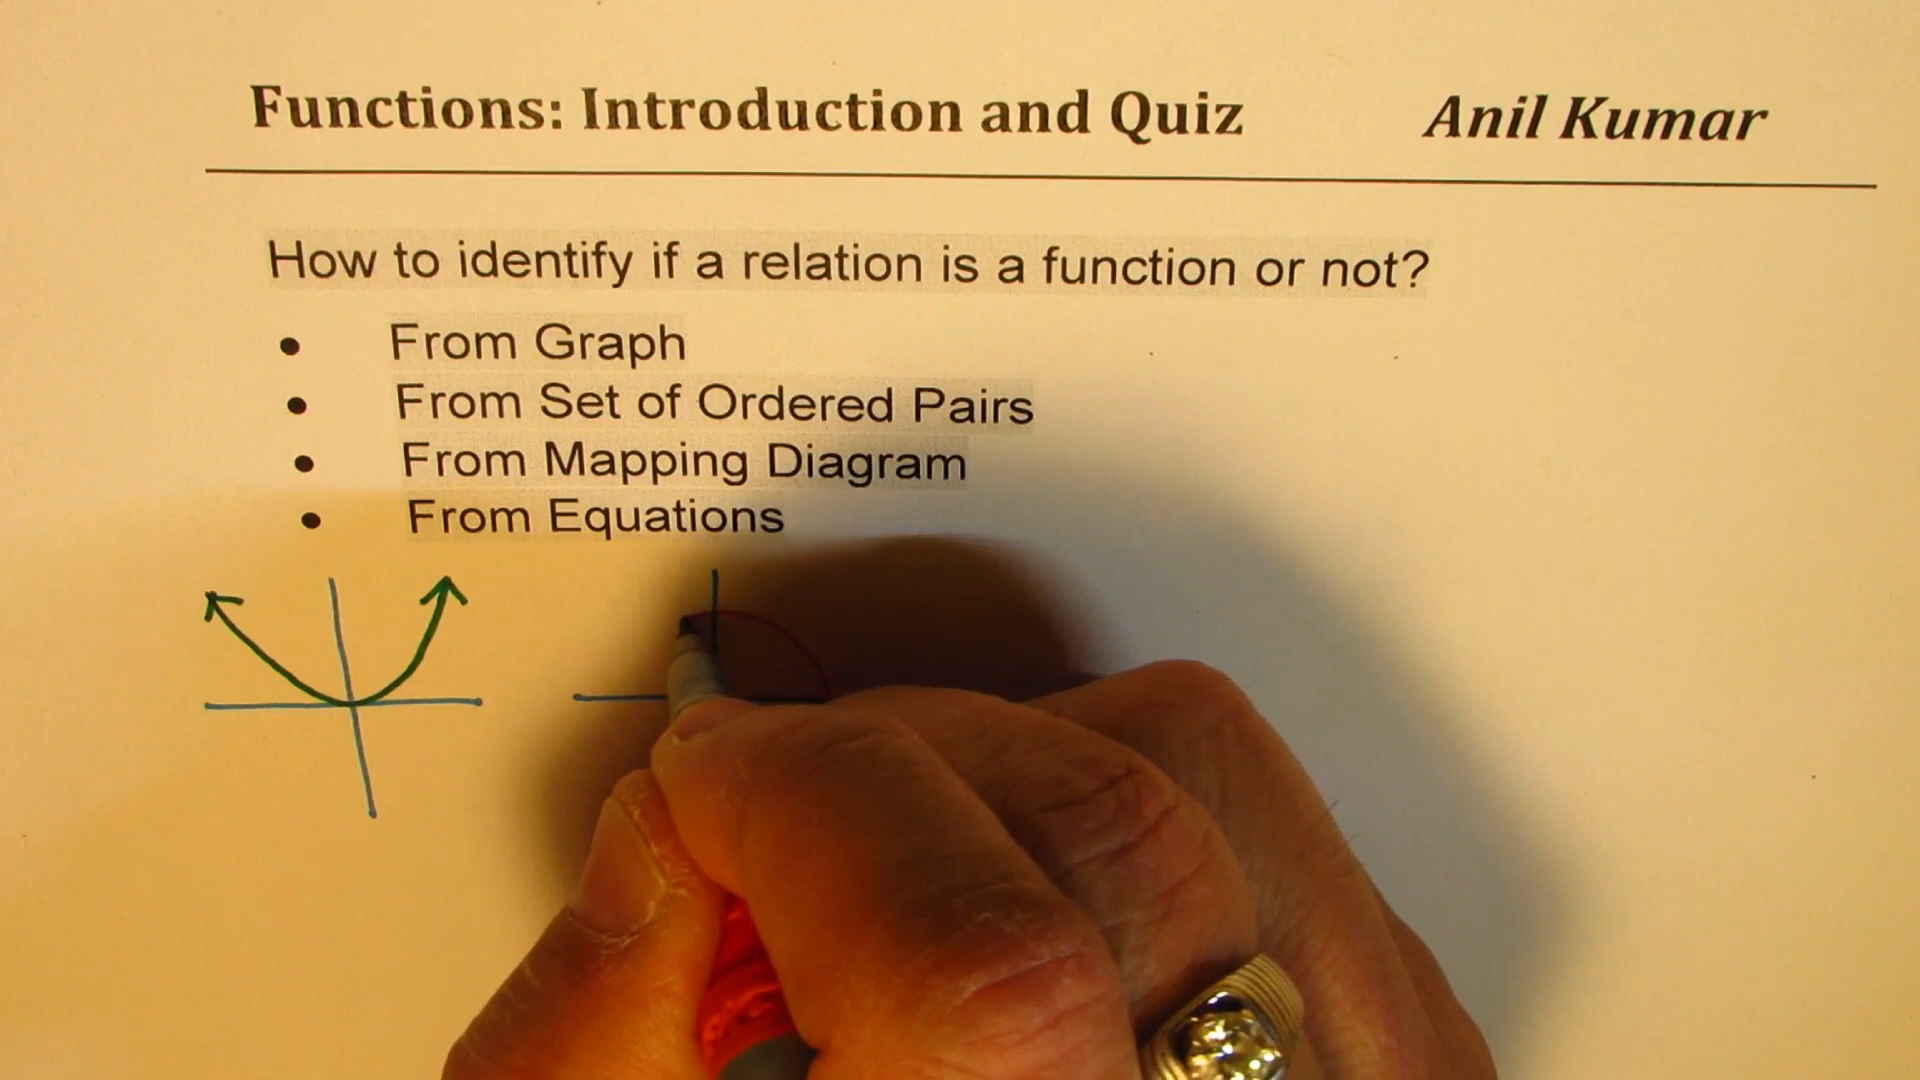 Functions: Introduction and Quiz Anil Kumar
How to identify if a relation is a function or not?
• From Graph
• From Set of Ordered Pairs
• From Mapping Diagram
• From Equations